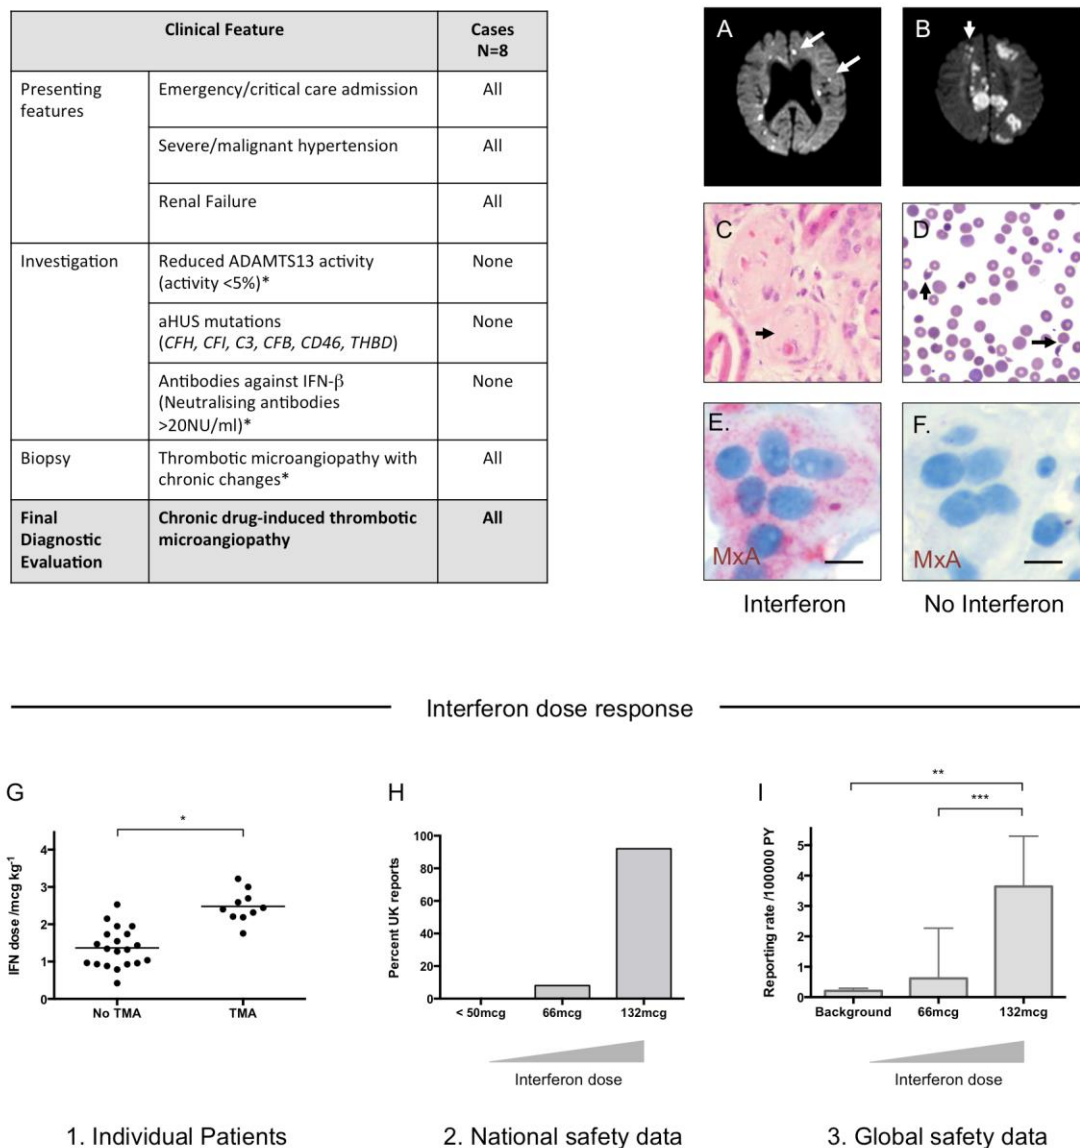 Clinical Feature
Cases
N=8
Presenting
features
Emergency/critical care admission
All
Severe/malignant hypertension
All
Renal Failure
All
Investigation
Reduced ADAMTS13 activity
(activity <5%)*
None
aHUS mutations
(CFH, CFI, C3, CFB, CD46, THBD)
None
Antibodies against IFN-β
(Neutralising antibodies
>20NU/ml)*
None
Biopsy
Thrombotic microangiopathy with
chronic changes*
All
Final
Diagnostic
Evaluation
Chronic drug-induced thrombotic
microangiopathy
All
A
B
C
D
E.
F.
MxA
MxA
Interferon
No Interferon
Interferon dose response
G
*
IFN dose /mcg kg-1
4
3
2
1
0
No TMA
TMA
1. Individual Patients
H
Percent UK reports
100
80
60
40
20
0
< 50mcg
66mcg
132mcg
Interferon dose
2. National safety data
I
**
***
Reporting rate /100000 PY
5
4
3
2
1
0
Background
66mcg
132mcg
Interferon dose
3. Global safety data